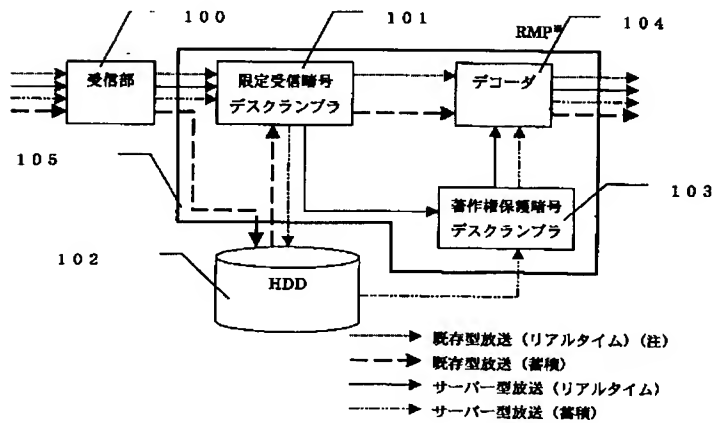 100
101
RMP※
104
受信部
限定受信暗号
デスクランブラ
デコーダ
105
著作権保護暗号
デスクランブラ
103
102
HDD
既存型放送（リアルタイム）（注）
既存型放送（蓄積）
サーバー型放送（リアルタイム）
サーバー型放送（蓄積）